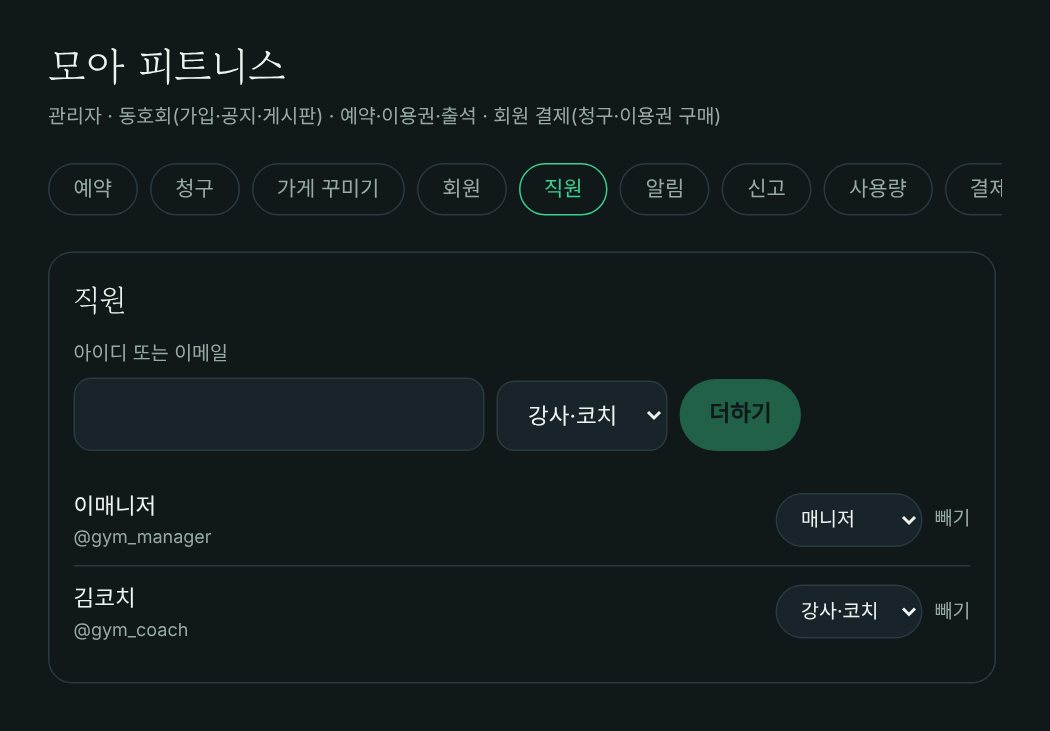 모아 피트니스
관리자 · 동호회(가입·공지·게시판) · 예약·이용권·출석 · 회원 결제(청구·이용권 구매)
예약 청구 가게 꾸미기 회원 직원 알림 신고 사용량 결제
직원
아이디 또는 이메일
강사·코치 더하기
이매니저
@gym_manager
매니저 빼기
김코치
@gym_coach
강사·코치 빼기